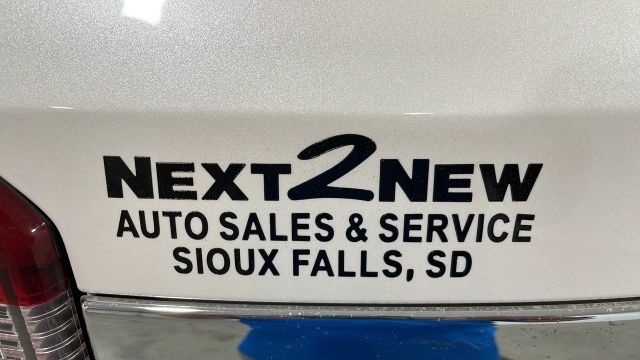 NEXT2NEW
AUTO SALES & SERVICE
SIOUX FALLS, SD